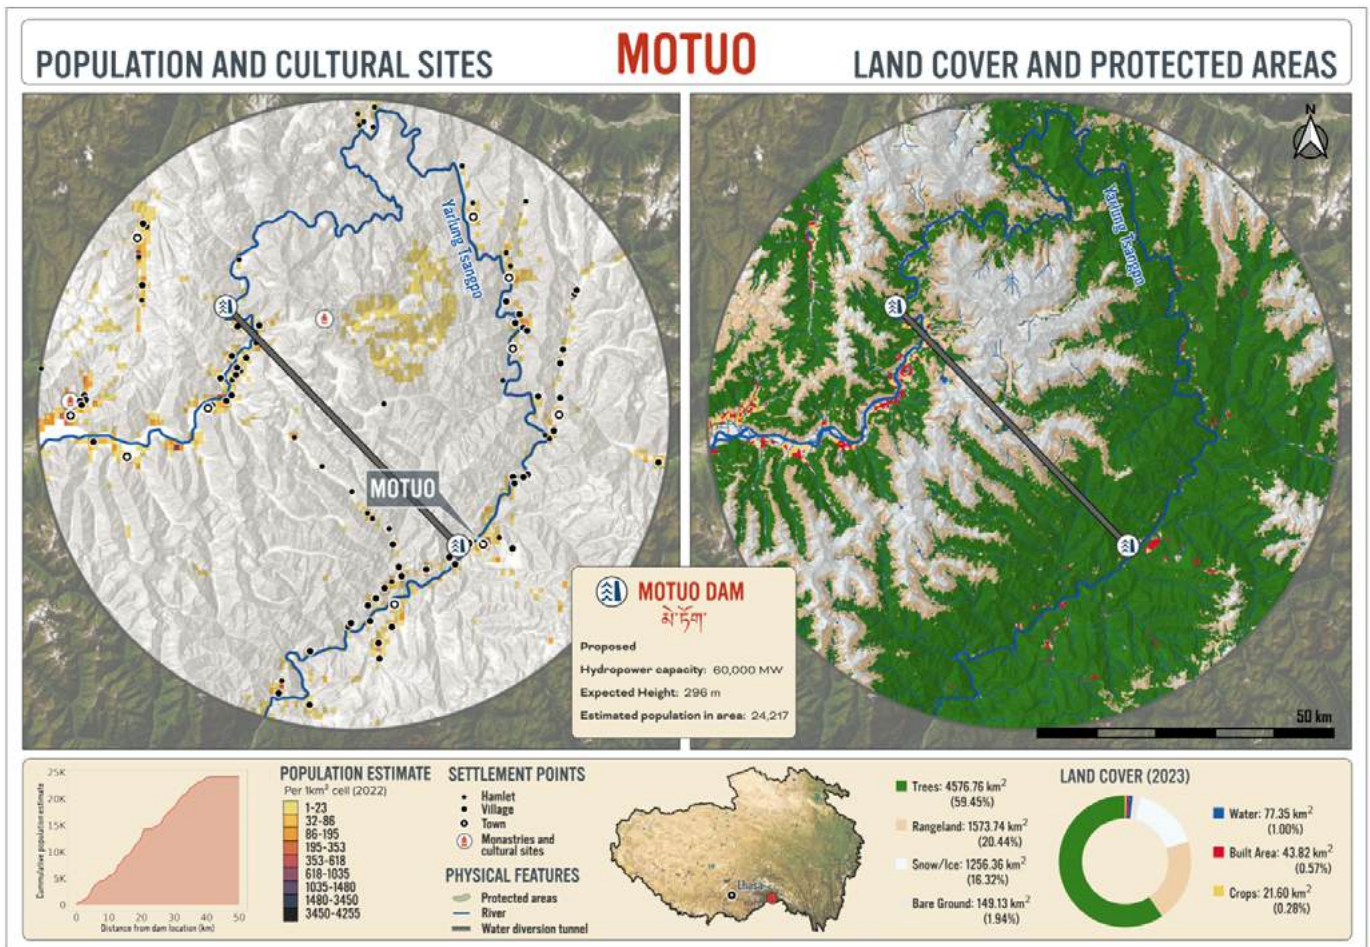 POPULATION AND CULTURAL SITES
MOTUO
LAND COVER AND PROTECTED AREAS
Yarlung Tsangpo
MOTUO
N
Yarlung Tsangpo
50 km
MOTUO DAM
མེ་ཏོག་
Proposed
Hydropower capacity: 60,000 MW
Expected Height: 296 m
Estimated population in area: 24,217
Cummulative population estimate
25K
20K
15K
10K
5K
0
0 10 20 30 40 50
Distance from dam location (km)
POPULATION ESTIMATE
Per 1km² cell (2022)
1-23
32-86
86-195
195-353
353-618
618-1035
1035-1480
1480-3450
3450-4255
SETTLEMENT POINTS
Hamlet
Village
Town
Monastries and
cultural sites
PHYSICAL FEATURES
Protected areas
River
Water diversion tunnel
Lhasa
Trees: 4576.76 km²
(59.45%)
Rangeland: 1573.74 km²
(20.44%)
Snow/Ice: 1256.36 km²
(16.32%)
Bare Ground: 149.13 km²
(1.94%)
LAND COVER (2023)
Water: 77.35 km²
(1.00%)
Built Area: 43.82 km²
(0.57%)
Crops: 21.60 km²
(0.28%)